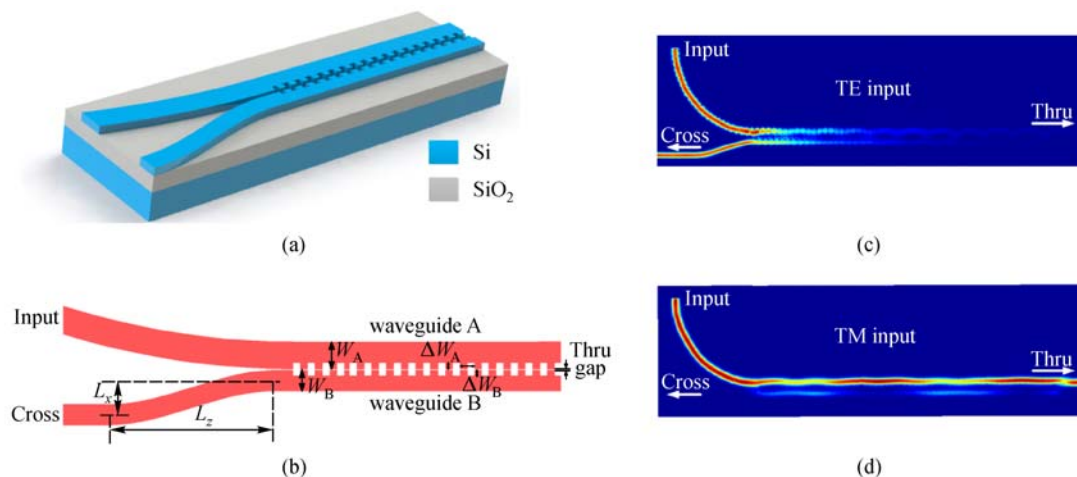 Si
SiO2
(a)
Input
TE input
Cross
Thru
(c)
Input
waveguide A
Thru
gap
WA
ΔWA
WB
ΔWB
Lx
Lz
Cross
waveguide B
(b)
Input
TM input
Cross
Thru
(d)